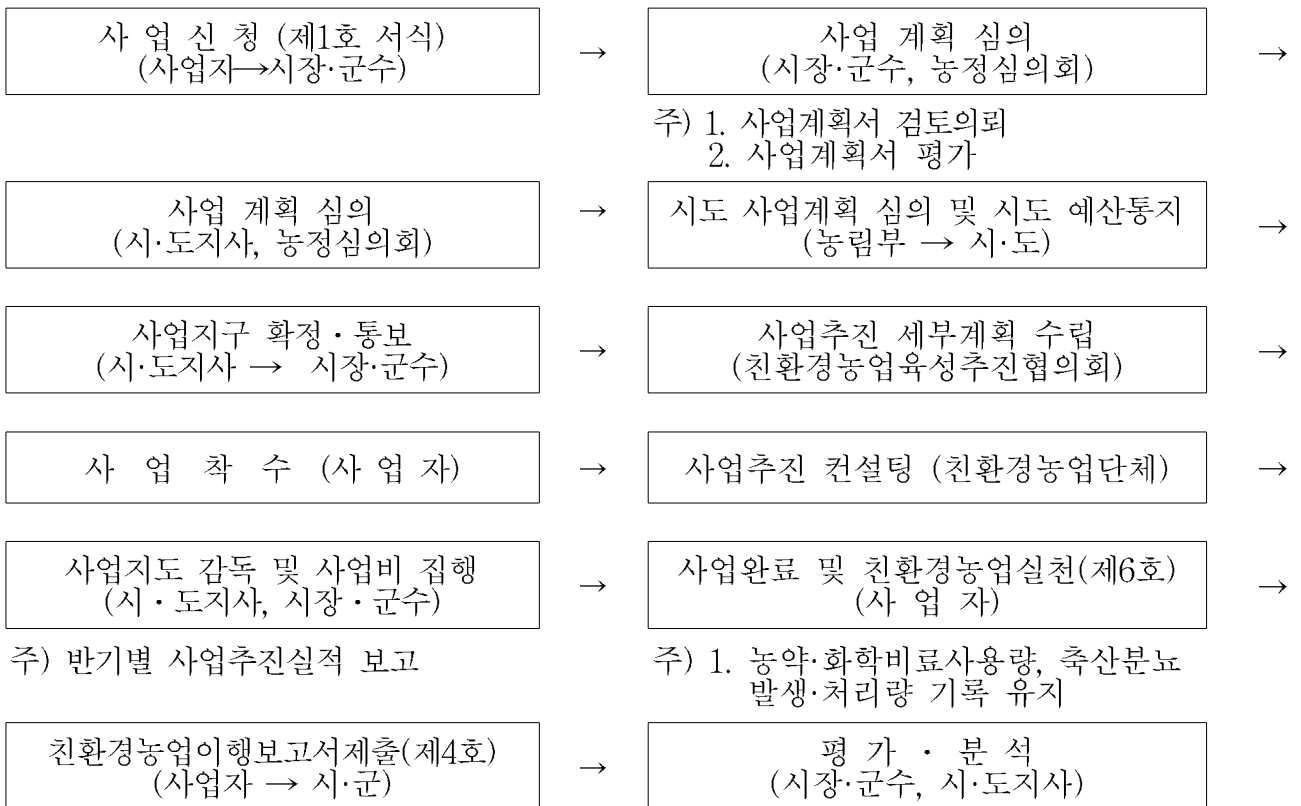 사 업 신 청 (제1호 서식)
(사업자→시장·군수)
→
사업 계획 심의
(시장·군수, 농정심의회)
→
주) 1. 사업계획서 검토의뢰
2. 사업계획서 평가
사업 계획 심의
(시·도지사, 농정심의회)
→
시도 사업계획 심의 및 시도 예산통지
(농림부 → 시·도)
→
사업지구 확정·통보
(시·도지사 → 시장·군수)
→
사업추진 세부계획 수립
(친환경농업육성추진협의회)
→
사 업 착 수 (사 업 자)
→
사업추진 컨설팅 (친환경농업단체)
→
사업지도 감독 및 사업비 집행
(시·도지사, 시장·군수)
→
사업완료 및 친환경농업실천(제6호)
(사 업 자)
→
주) 반기별 사업추진실적 보고
주) 1. 농약·화학비료사용량, 축산분뇨
발생·처리량 기록 유지
친환경농업이행보고서제출(제4호)
(사업자 → 시·군)
→
평 가 · 분 석
(시장·군수, 시·도지사)